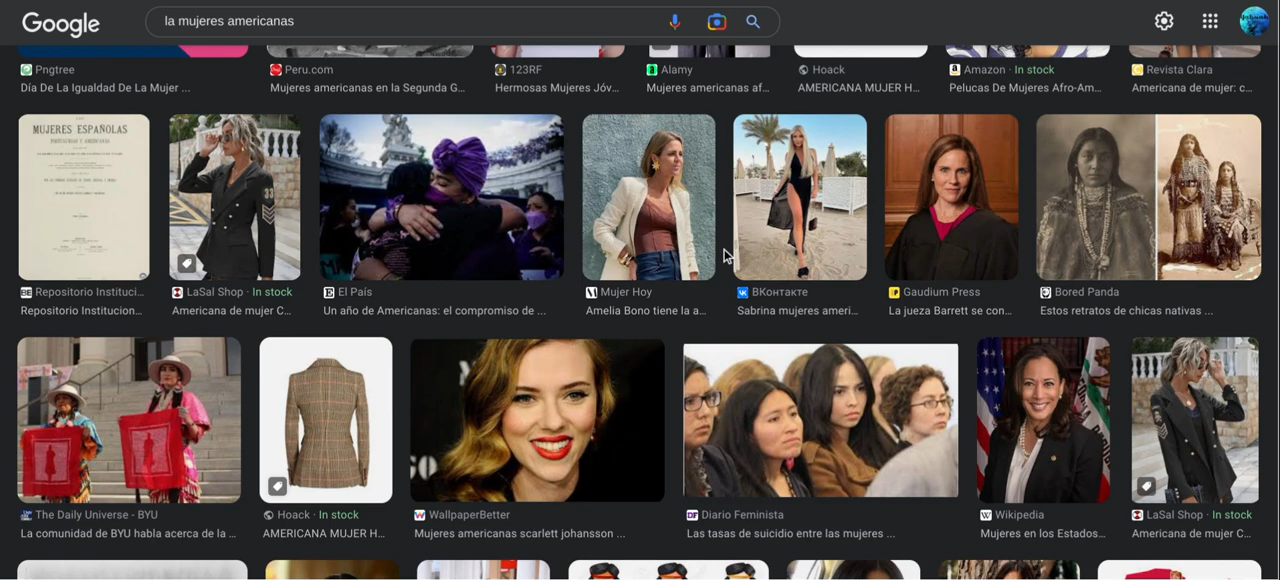 Google
la mujeres americanas
Pngtree
Día De La Igualdad De La Mujer ...
Peru.com
Mujeres americanas en la Segunda G...
123RF
Hermosas Mujeres Jóv...
Alamy
Mujeres americanas af...
Hoack
AMERICANA MUJER H...
Amazon · In stock
Pelucas De Mujeres Afro-Am...
Revista Clara
Americana de mujer: c...
MUJERES ESPAÑOLAS
PORTUGUESAS Y AMERICANAS
33
Repositorio Instituci...
Repositorio Institucion...
LaSal Shop · In stock
Americana de mujer C...
El País
Un año de Americanas: el compromiso de ...
Mujer Hoy
Amelia Bono tiene la a...
ВКонтакте
Sabrina mujeres ameri...
Gaudium Press
La jueza Barrett se con...
Bored Panda
Estos retratos de chicas nativas ...
The Daily Universe - BYU
La comunidad de BYU habla acerca de la ...
Hoack · In stock
AMERICANA MUJER H...
WallpaperBetter
Mujeres americanas scarlett johansson ...
DF Diario Feminista
Las tasas de suicidio entre las mujeres ...
W Wikipedia
Mujeres en los Estados...
LaSal Shop · In stock
Americana de mujer C...